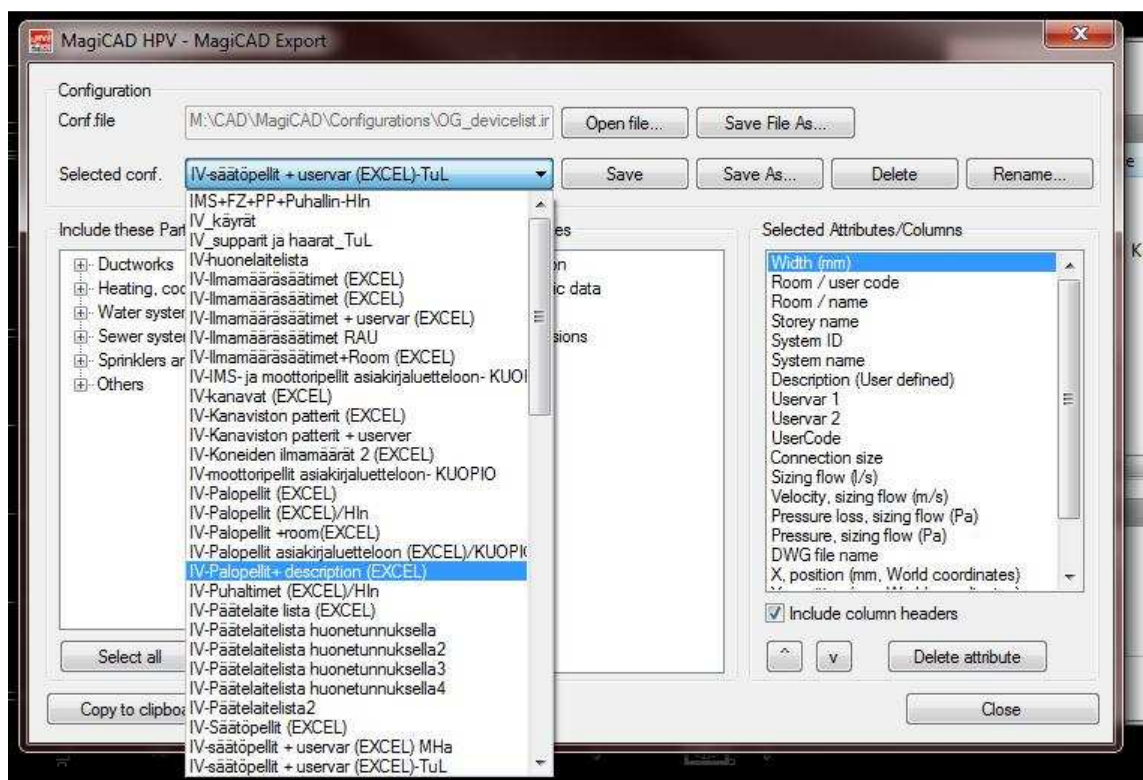 MagiCAD HPV - MagiCAD Export
Configuration
Conf.file
M:\CAD\MagiCAD\Configurations\OG_devicelist.ir
Open file...
Save File As...
Selected conf.
IV-säätöpellit + uservar (EXCEL)-TuL
Save
Save As...
Delete
Rename...
IMS+FZ+PP+Puhallin-HIn
IV_käyrät
IV_supparit ja haarat_TuL
IV-huonelaitelista
IV-Ilmamääräsäätimet (EXCEL)
IV-Ilmamääräsäätimet (EXCEL)
IV-Ilmamääräsäätimet + uservar (EXCEL)
IV-Ilmamääräsäätimet RAU
IV-Ilmamääräsäätimet+Room (EXCEL)
IV-IMS- ja moottoripellit asiakirjaluetteloon- KUOI
IV-kanavat (EXCEL)
IV-Kanaviston patterit (EXCEL)
IV-Kanaviston patterit + userver
IV-Koneiden ilmamäärät 2 (EXCEL)
IV-moottoripellit asiakirjaluetteloon- KUOPIO
IV-Palopellit (EXCEL)
IV-Palopellit (EXCEL)/HIn
IV-Palopellit +room(EXCEL)
IV-Palopellit asiakirjaluetteloon (EXCEL)/KUOPI
IV-Palopellit+ description (EXCEL)
IV-Puhaltimet (EXCEL)/HIn
IV-Päätelaite lista (EXCEL)
IV-Päätelaitelista huonetunnuksella
IV-Päätelaitelista huonetunnuksella2
IV-Päätelaitelista huonetunnuksella3
IV-Päätelaitelista huonetunnuksella4
IV-Päätelaitelista2
IV-Säätöpellit (EXCEL)
IV-säätöpellit + uservar (EXCEL) MHa
IV-säätöpellit + uservar (EXCEL)-TuL
Include these Par
Ductworks
Heating, coo
Water syster
Sewer syster
Sprinklers ar
Others
es
on
ic data
sions
Selected Attributes/Columns
Width (mm)
Room / user code
Room / name
Storey name
System ID
System name
Description (User defined)
Uservar 1
Uservar 2
UserCode
Connection size
Sizing flow (l/s)
Velocity, sizing flow (m/s)
Pressure loss, sizing flow (Pa)
Pressure, sizing flow (Pa)
DWG file name
X, position (mm, World coordinates)
Include column headers
Select all
^
v
Delete attribute
Copy to clipboa
Close